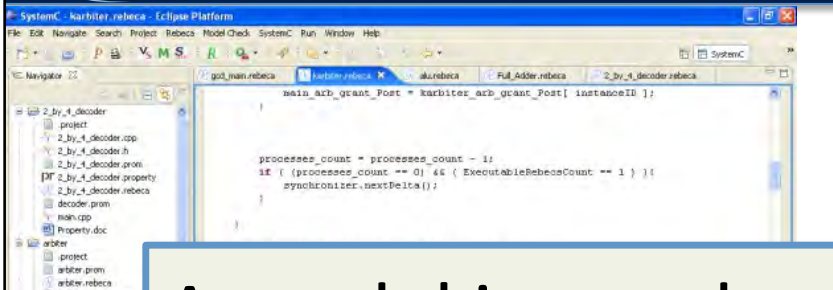 SystemC - karbiter.rebeca - Eclipse Platform
File Edit Navigate Search Project Rebeca Model Check SystemC Run Window Help
SystemC
Navigator
gcd_main.rebeca karbiter.rebeca alu.rebeca Full_Adder.rebeca 2_by_4_decoder.rebeca
main_arb_grant_Post = karbiter_arb_grant_Post[ instanceID ];
}
2_by_4_decoder
.project
2_by_4_decoder.cpp
2_by_4_decoder.h
2_by_4_decoder.prom
2_by_4_decoder.property
2_by_4_decoder.rebeca
decoder.prom
main.cpp
Property.doc
arbiter
.project
arbiter.prom
arbiter.rebeca
processes_count = processes_count - 1;
if ( (processes_count == 0) && ( ExecutableRebecsCount == 1 ) ){
synchronizer.nextDelta();
}
}